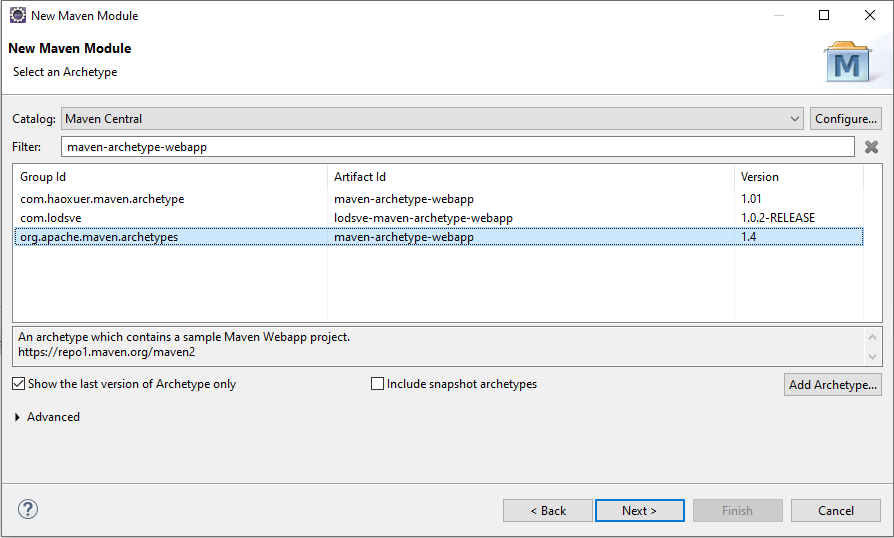 New Maven Module
New Maven Module
Select an Archetype
M
Catalog: Maven Central Configure...
Filter: maven-archetype-webapp
Group Id Artifact Id Version
com.haoxuer.maven.archetype maven-archetype-webapp 1.01
com.lodsve lodsve-maven-archetype-webapp 1.0.2-RELEASE
org.apache.maven.archetypes maven-archetype-webapp 1.4
An archetype which contains a sample Maven Webapp project.
https://repo1.maven.org/maven2
Show the last version of Archetype only Include snapshot archetypes Add Archetype...
Advanced
? < Back Next > Finish Cancel